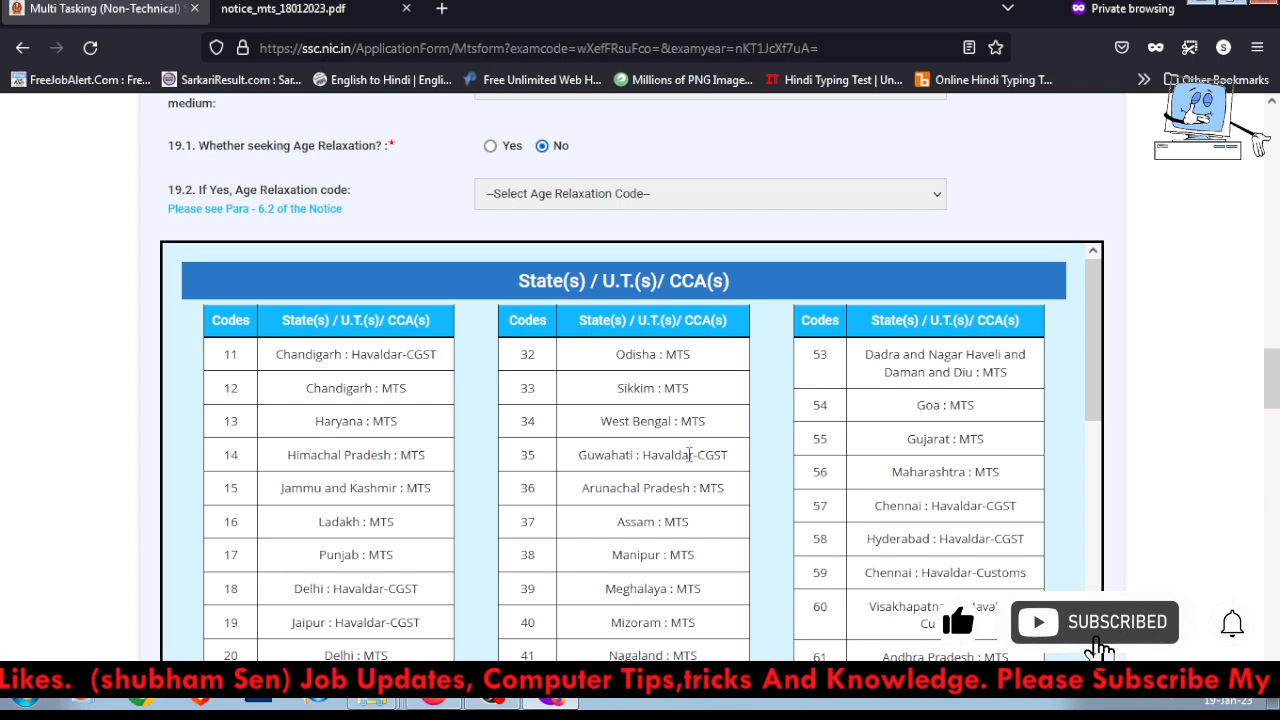 Multi Tasking (Non-Technical) S
notice_mts_18012023.pdf
Private browsing
https://ssc.nic.in/ApplicationForm/Mtsform?examcode=wXefFRsuFco=&examyear=nKT1JcXf7uA=
FreeJobAlert.Com : Fre...
SarkariResult.com : Sar...
English to Hindi | Engli...
Free Unlimited Web H...
Millions of PNG Image...
Hindi Typing Test | Un...
Online Hindi Typing T...
Other Bookmarks
medium:
19.1. Whether seeking Age Relaxation? :*
Yes
No
19.2. If Yes, Age Relaxation code:
--Select Age Relaxation Code--
Please see Para - 6.2 of the Notice
State(s) / U.T.(s)/ CCA(s)
Codes State(s) / U.T.(s)/ CCA(s)
11 Chandigarh : Havaldar-CGST
12 Chandigarh : MTS
13 Haryana : MTS
14 Himachal Pradesh : MTS
15 Jammu and Kashmir : MTS
16 Ladakh : MTS
17 Punjab : MTS
18 Delhi : Havaldar-CGST
19 Jaipur : Havaldar-CGST
20 Delhi : MTS
Codes State(s) / U.T.(s)/ CCA(s)
32 Odisha : MTS
33 Sikkim : MTS
34 West Bengal : MTS
35 Guwahati : Havaldar-CGST
36 Arunachal Pradesh : MTS
37 Assam : MTS
38 Manipur : MTS
39 Meghalaya : MTS
40 Mizoram : MTS
41 Nagaland : MTS
Codes State(s) / U.T.(s)/ CCA(s)
53 Dadra and Nagar Haveli and
Daman and Diu : MTS
54 Goa : MTS
55 Gujarat : MTS
56 Maharashtra : MTS
57 Chennai : Havaldar-CGST
58 Hyderabad : Havaldar-CGST
59 Chennai : Havaldar-Customs
60
61 Andhra Pradesh : MTS
SUBSCRIBED
Likes. (shubham Sen) Job Updates, Computer Tips,tricks And Knowledge. Please Subscribe My
19-Jan-23